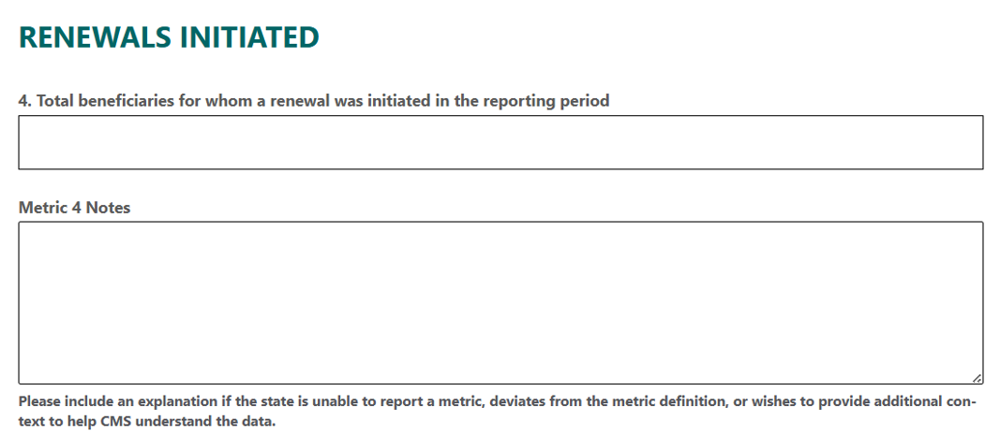 RENEWALS INITIATED
4. Total beneficiaries for whom a renewal was initiated in the reporting period
Metric 4 Notes
Please include an explanation if the state is unable to report a metric, deviates from the metric definition, or wishes to provide additional con-
text to help CMS understand the data.